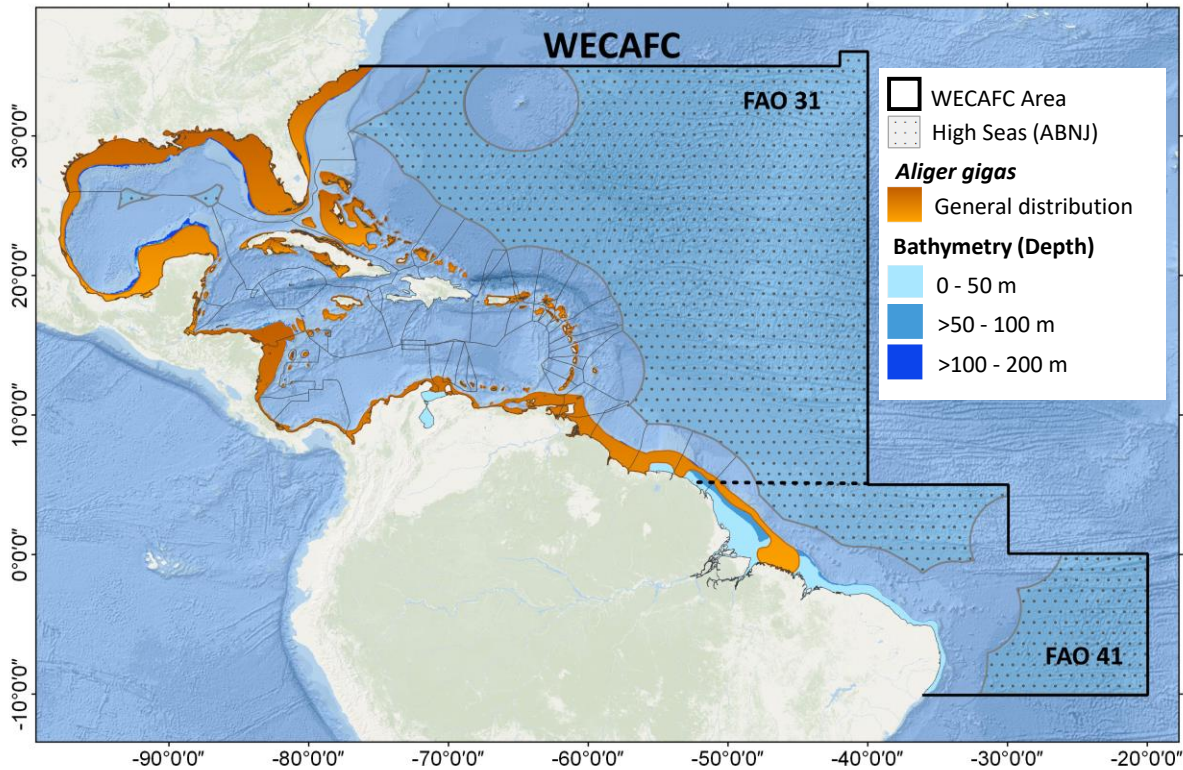 WECAFC
FAO 31
FAO 41
WECAFC Area
High Seas (ABNJ)
Aliger gigas
General distribution
Bathymetry (Depth)
0 - 50 m
>50 - 100 m
>100 - 200 m
30°0'0"
20°0'0"
10°0'0"
0°0'0"
-10°0'0"
-90°0'0"
-80°0'0"
-70°0'0"
-60°0'0"
-50°0'0"
-40°0'0"
-30°0'0"
-20°0'0"